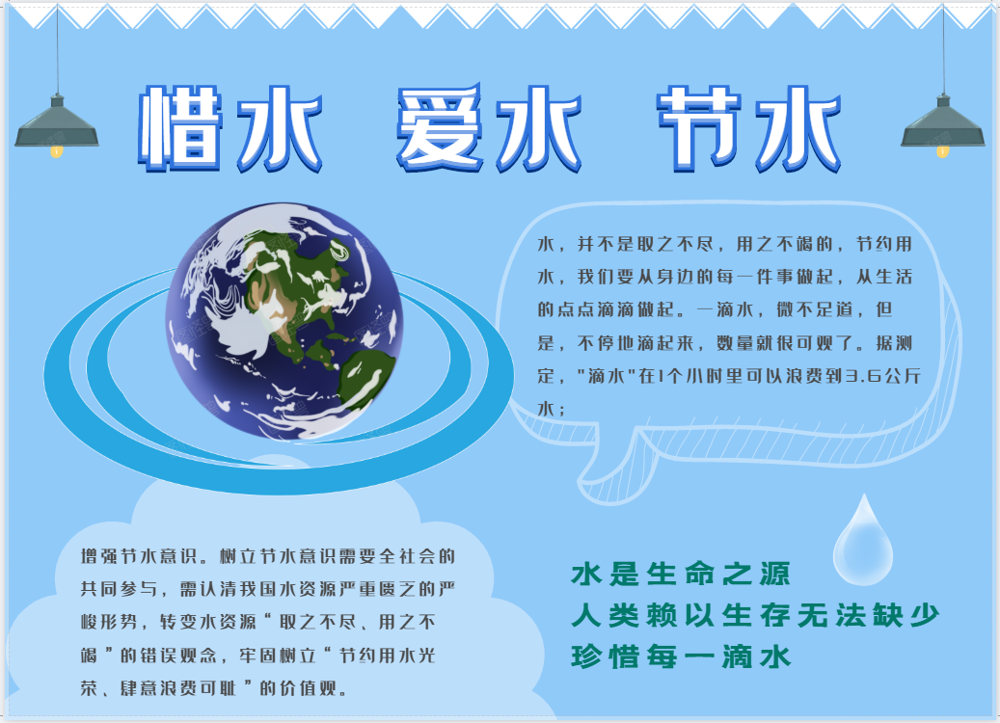 惜水 爱水 节水
水，并不是取之不尽，用之不竭的，节约用
水，我们要从身边的每一件事做起，从生活
的点点滴滴做起。一滴水，微不足道，但
是，不停地滴起来，数量就很可观了。据测
定，"滴水"在1个小时里可以浪费到3.6公斤
水；
增强节水意识。树立节水意识需要全社会的
共同参与，需认清我国水资源严重匮乏的严
峻形势，转变水资源“取之不尽、用之不
竭”的错误观念，牢固树立“节约用水光
荣、肆意浪费可耻”的价值观。
水是生命之源
人类赖以生存无法缺少
珍惜每一滴水